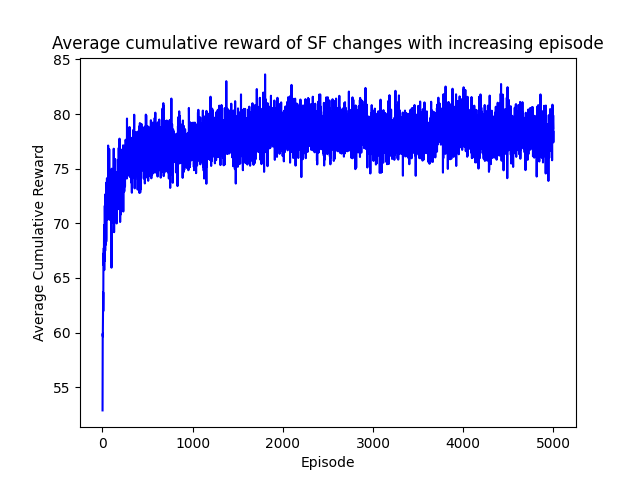 Average cumulative reward of SF changes with increasing episode
85
80
75
70
65
60
55
Average Cumulative Reward
0 1000 2000 3000 4000 5000
Episode